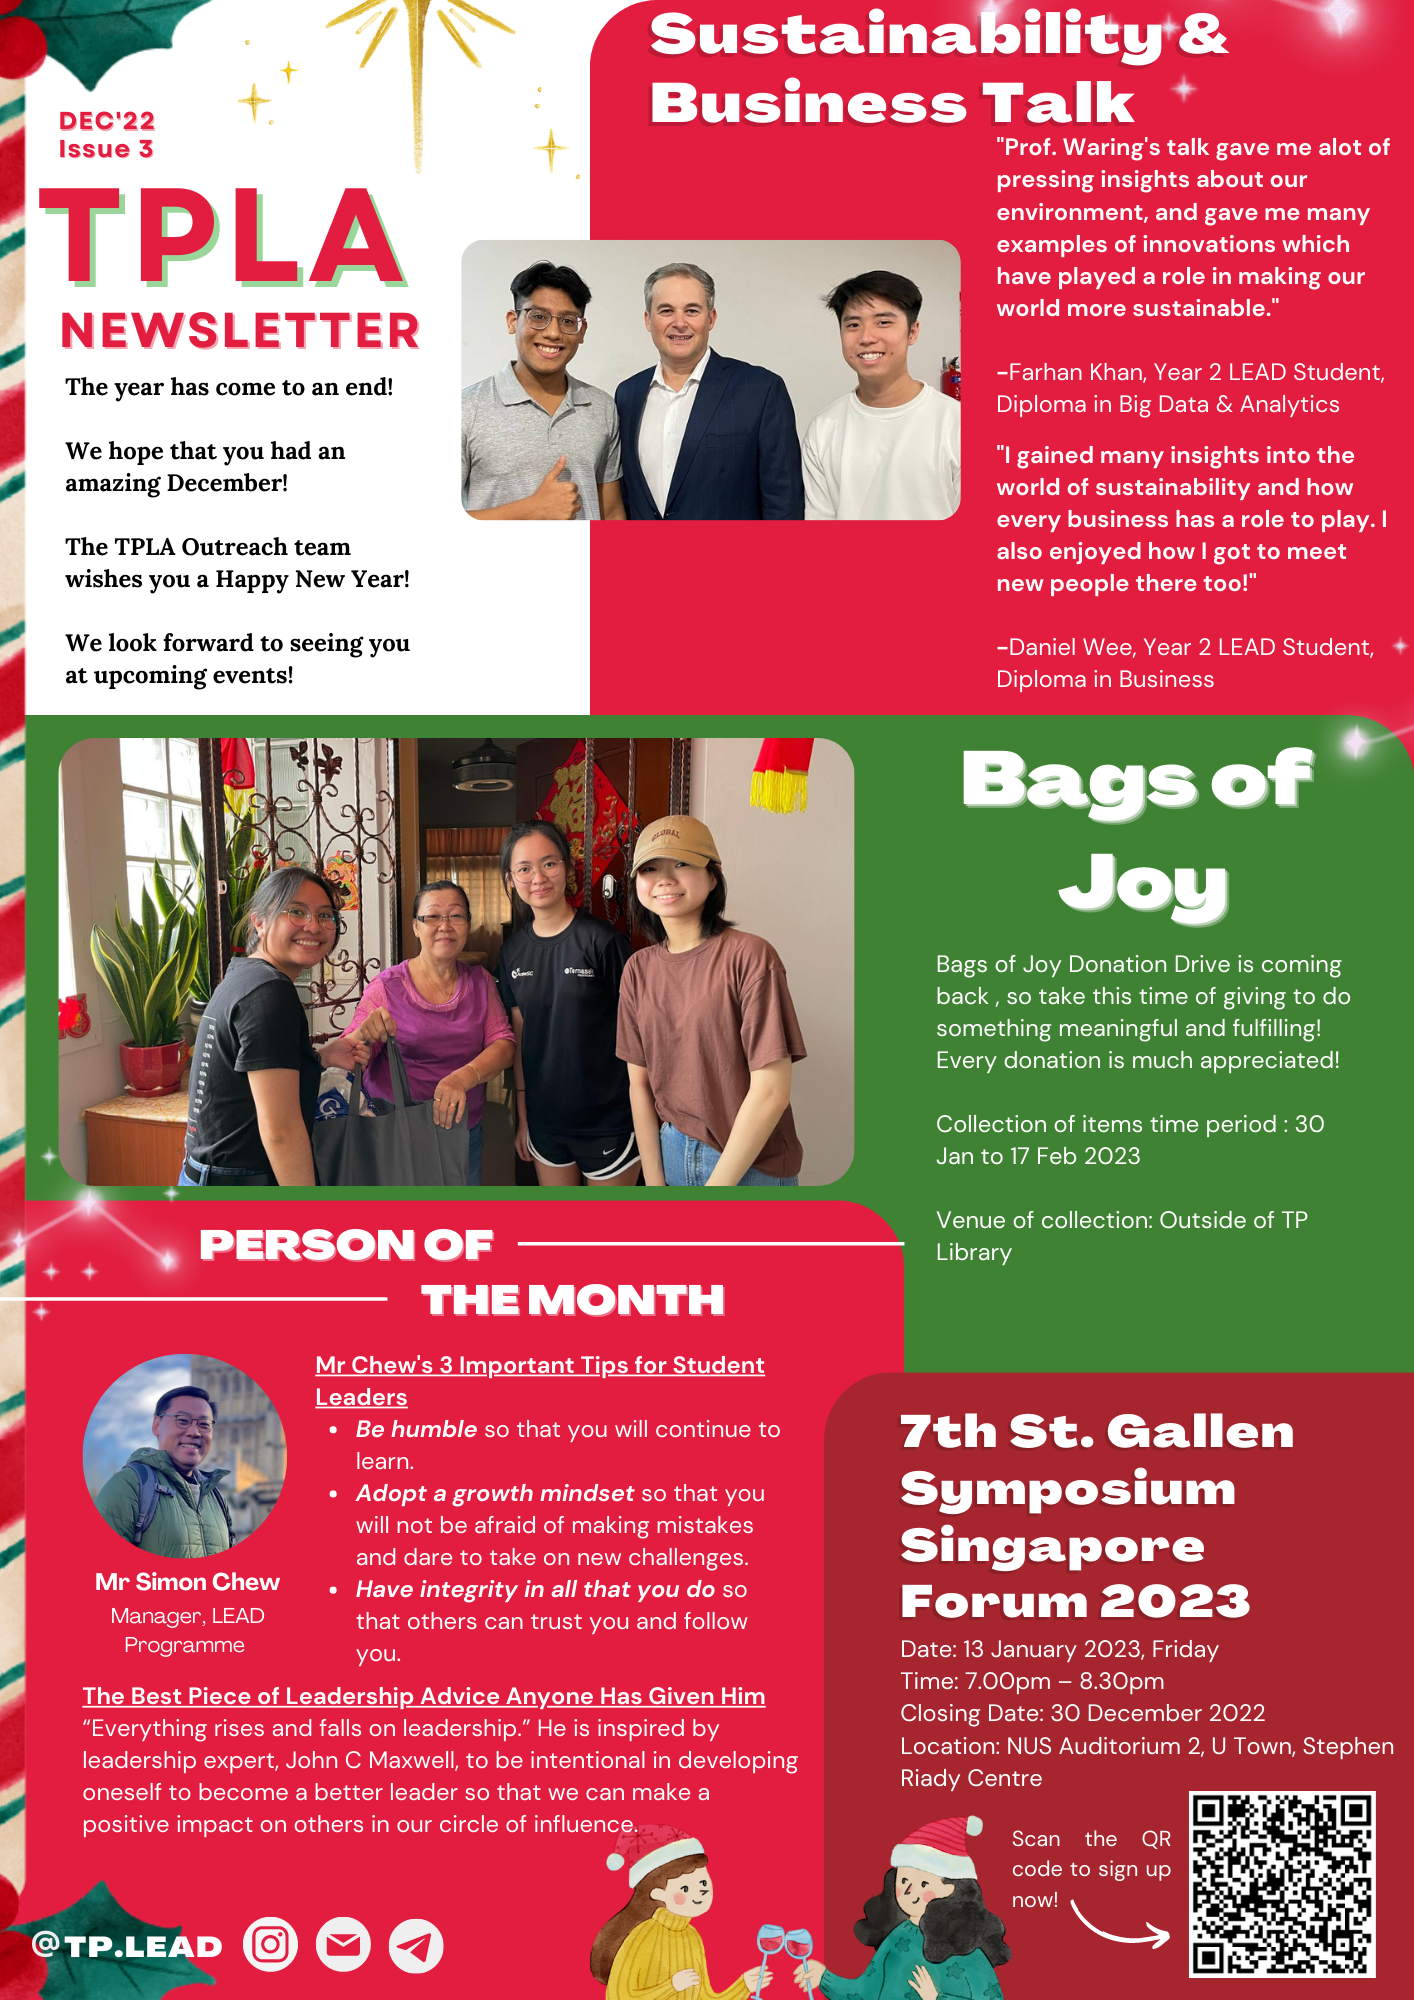 DEC'22
Issue 3
TPLA
NEWSLETTER
The year has come to an end!
We hope that you had an
amazing December!
The TPLA Outreach team
wishes you a Happy New Year!
We look forward to seeing you
at upcoming events!
Sustainability &
Business Talk
"Prof. Waring's talk gave me alot of
pressing insights about our
environment, and gave me many
examples of innovations which
have played a role in making our
world more sustainable."
-Farhan Khan, Year 2 LEAD Student,
Diploma in Big Data & Analytics
"I gained many insights into the
world of sustainability and how
every business has a role to play. I
also enjoyed how I got to meet
new people there too!"
-Daniel Wee, Year 2 LEAD Student,
Diploma in Business
GLOBAL
Bags of
Joy
Bags of Joy Donation Drive is coming
back , so take this time of giving to do
something meaningful and fulfilling!
Every donation is much appreciated!
Collection of items time period : 30
Jan to 17 Feb 2023
Venue of collection: Outside of TP
Library
PERSON OF
THE MONTH
Mr Simon Chew
Manager, LEAD
Programme
Mr Chew's 3 Important Tips for Student
Leaders
• Be humble so that you will continue to
learn.
• Adopt a growth mindset so that you
will not be afraid of making mistakes
and dare to take on new challenges.
• Have integrity in all that you do so
that others can trust you and follow
you.
The Best Piece of Leadership Advice Anyone Has Given Him
“Everything rises and falls on leadership.” He is inspired by
leadership expert, John C Maxwell, to be intentional in developing
oneself to become a better leader so that we can make a
positive impact on others in our circle of influence.
@TP.LEAD
7th St. Gallen
Symposium
Singapore
Forum 2023
Date: 13 January 2023, Friday
Time: 7.00pm – 8.30pm
Closing Date: 30 December 2022
Location: NUS Auditorium 2, U Town, Stephen
Riady Centre
Scan the QR
code to sign up
now!